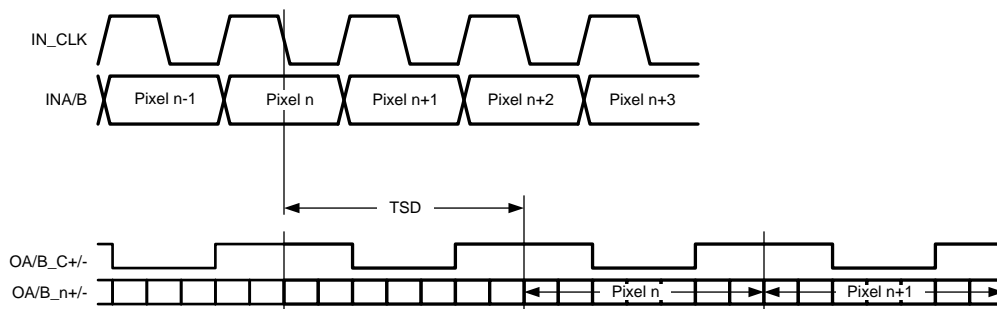 IN_CLK
INA/B
Pixel n-1
Pixel n
Pixel n+1
Pixel n+2
Pixel n+3
TSD
OA/B_C+/-
OA/B_n+/-
Pixel n
Pixel n+1